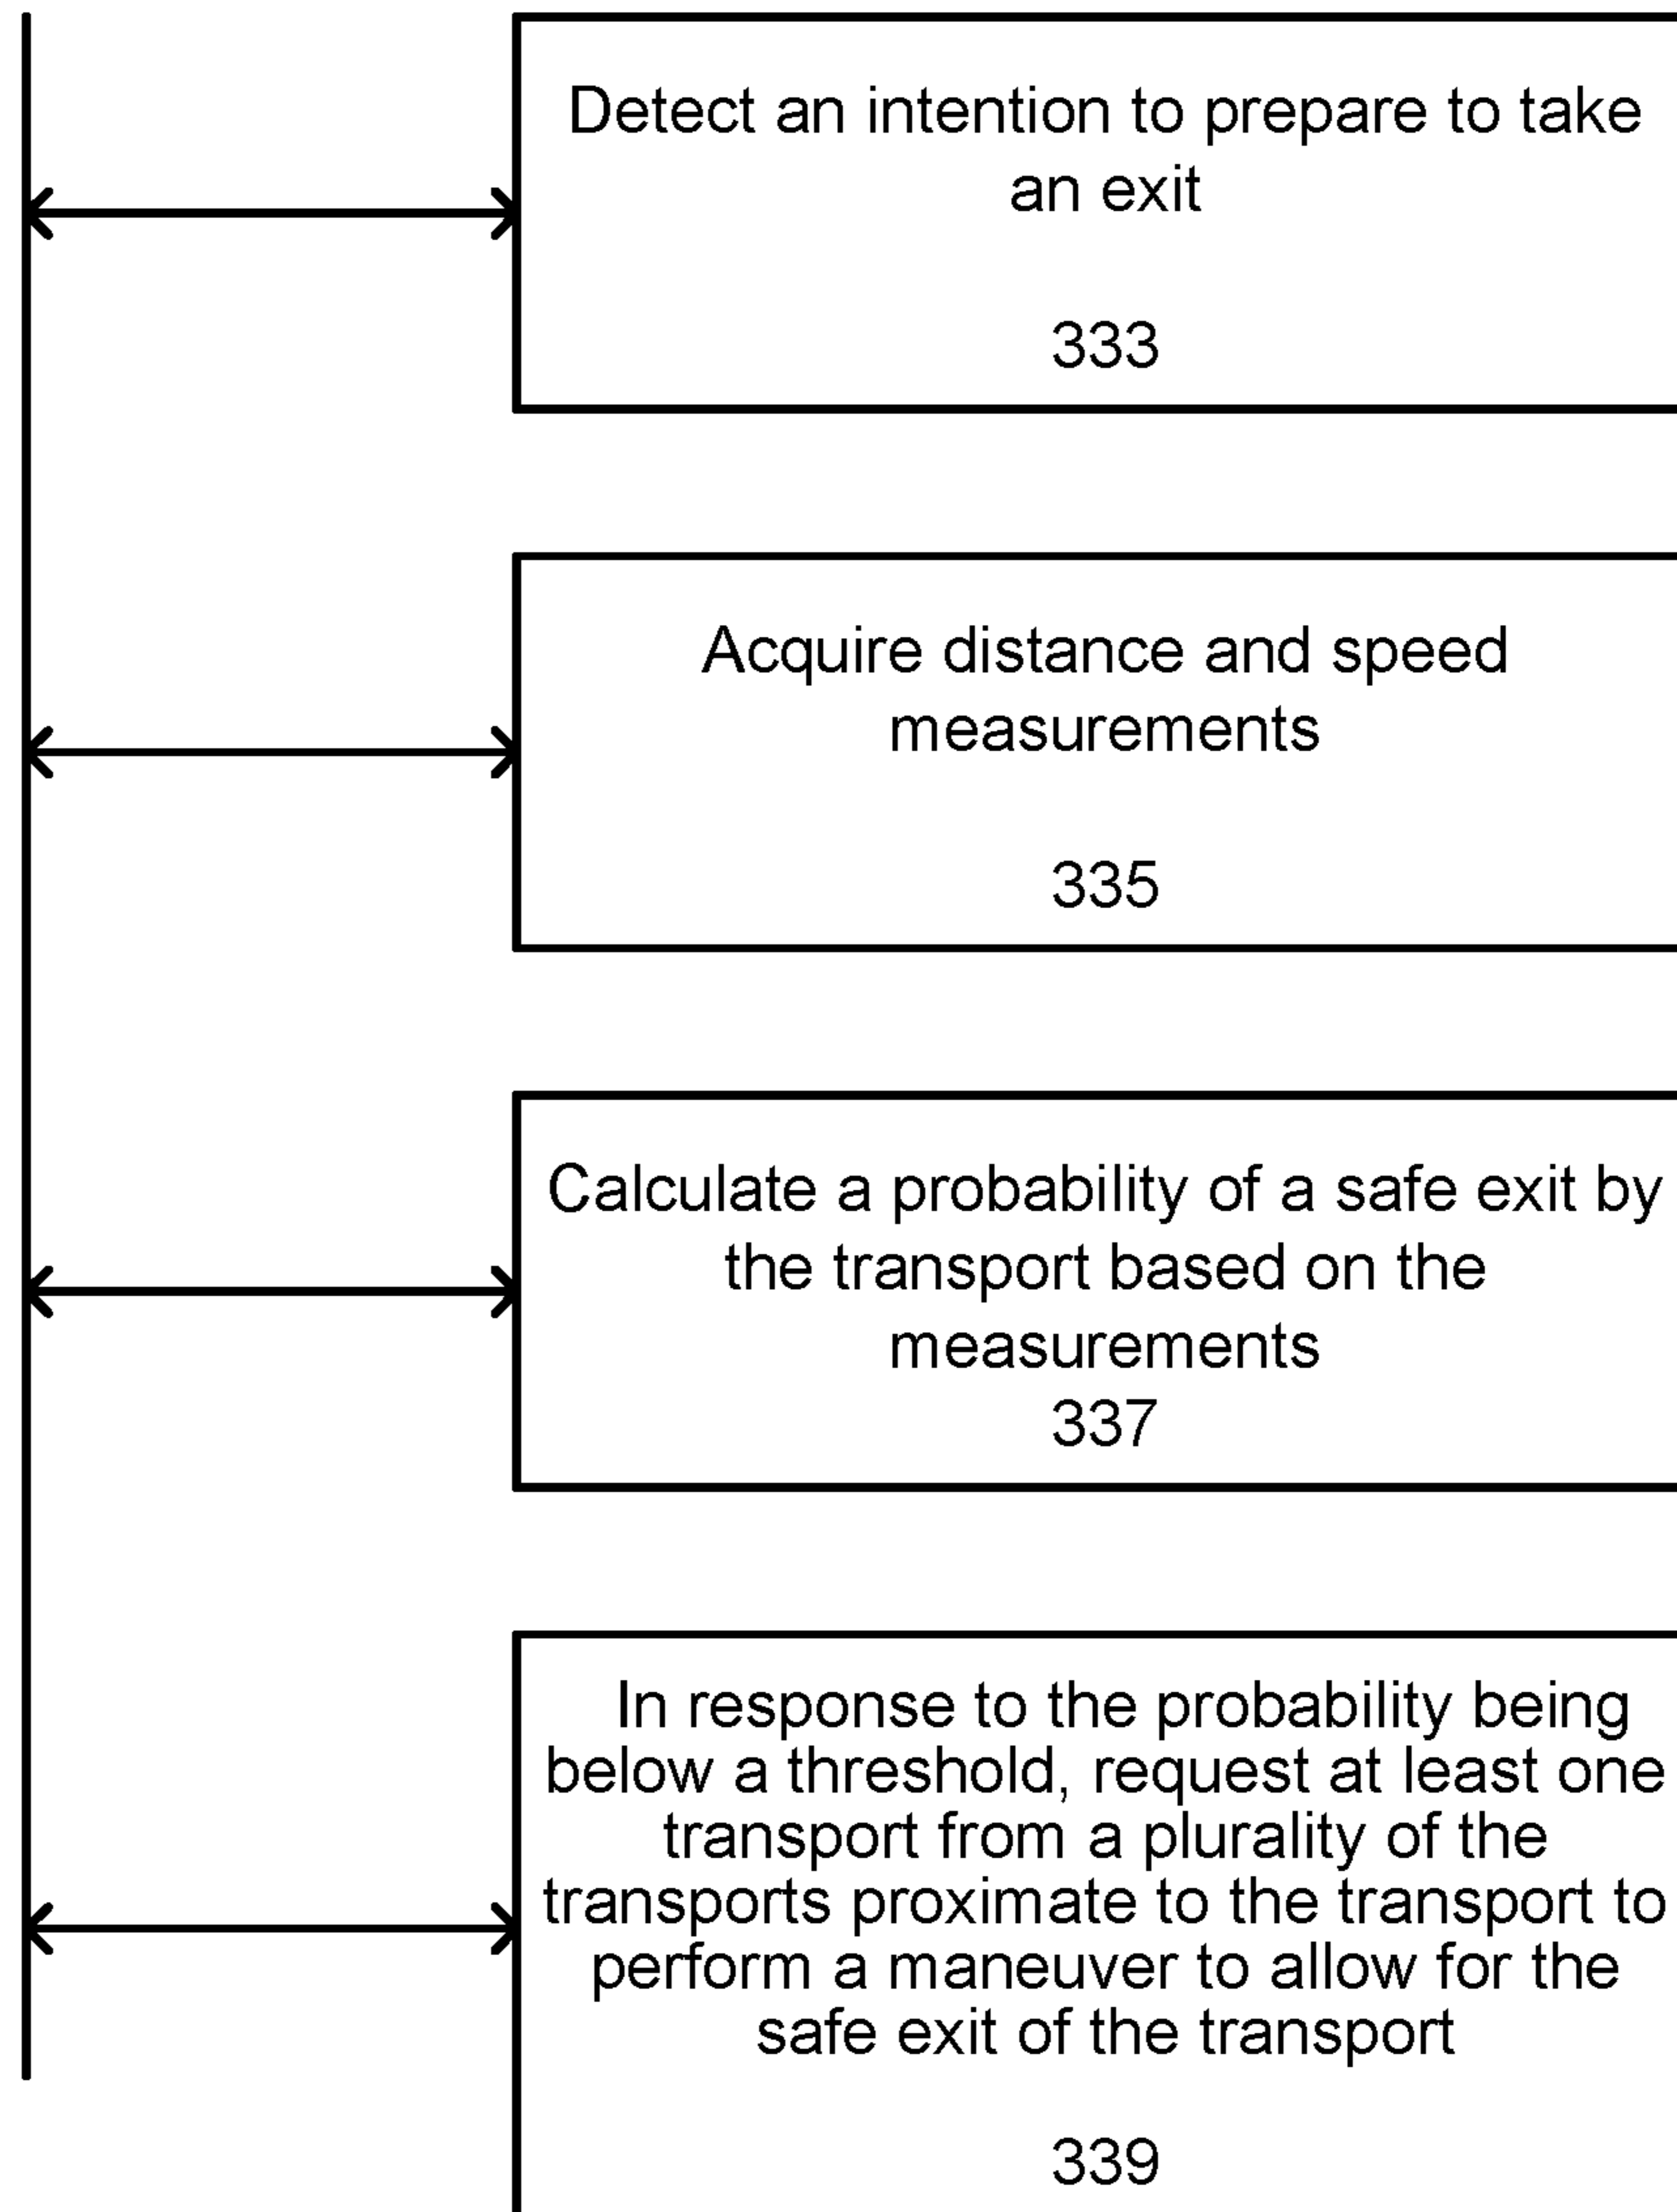 Detect an intention to prepare to take
an exit
333
Acquire distance and speed
measurements
335
Calculate a probability of a safe exit by
the transport based on the
measurements
337
In response to the probability being
below a threshold, request at least one
transport from a plurality of the
transports proximate to the transport to
perform a maneuver to allow for the
safe exit of the transport
339